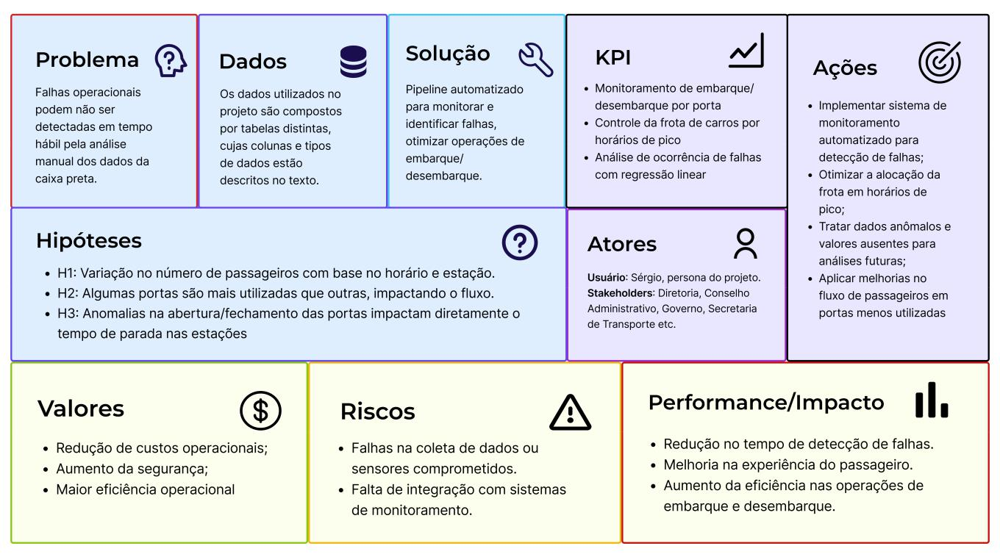 Problema
Falhas operacionais
podem não ser
detectadas em tempo
hábil pela análise
manual dos dados da
caixa preta.
Dados
Os dados utilizados no
projeto são compostos
por tabelas distintas,
cujas colunas e tipos
de dados estão
descritos no texto.
Solução
Pipeline automatizado
para monitorar e
identificar falhas,
otimizar operações de
embarque/
desembarque.
KPI
• Monitoramento de embarque/
desembarque por porta
• Controle da frota de carros por
horários de pico
• Análise de ocorrência de falhas
com regressão linear
Ações
• Implementar sistema de
monitoramento
automatizado para
detecção de falhas;
• Otimizar a alocação da
frota em horários de
pico;
• Tratar dados anômalos e
valores ausentes para
análises futuras;
• Aplicar melhorias no
fluxo de passageiros em
portas menos utilizadas
Hipóteses
• H1: Variação no número de passageiros com base no horário e estação.
• H2: Algumas portas são mais utilizadas que outras, impactando o fluxo.
• H3: Anomalias na abertura/fechamento das portas impactam diretamente o
tempo de parada nas estações
Atores
Usuário: Sérgio, persona do projeto.
Stakeholders: Diretoria, Conselho
Administrativo, Governo, Secretaria
de Transporte etc.
Valores
• Redução de custos operacionais;
• Aumento da segurança;
• Maior eficiência operacional
Riscos
• Falhas na coleta de dados ou
sensores comprometidos.
• Falta de integração com sistemas
de monitoramento.
Performance/Impacto
• Redução no tempo de detecção de falhas.
• Melhoria na experiência do passageiro.
• Aumento da eficiência nas operações de
embarque e desembarque.